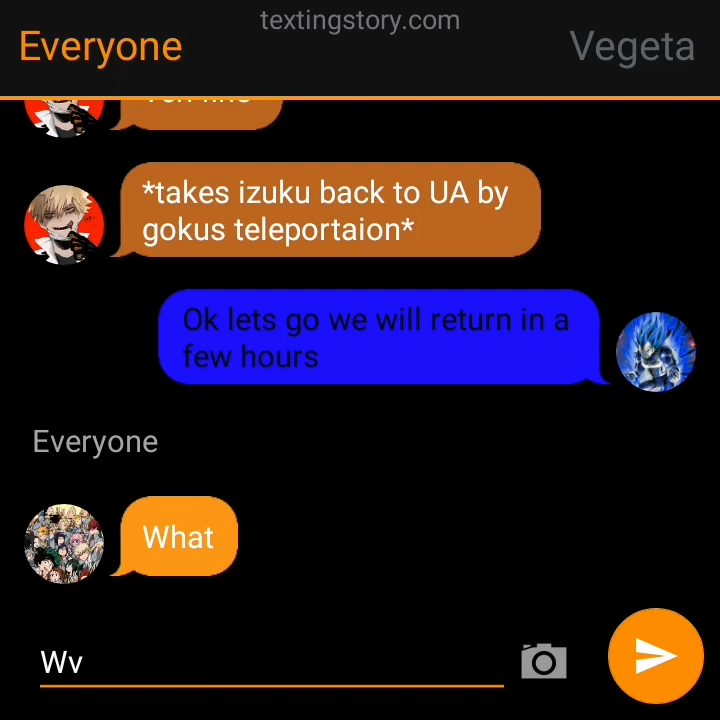 textingstory.com
Everyone
Vegeta
*takes izuku back to UA by
gokus teleportaion*
Ok lets go we will return in a
few hours
Everyone
What
Wv